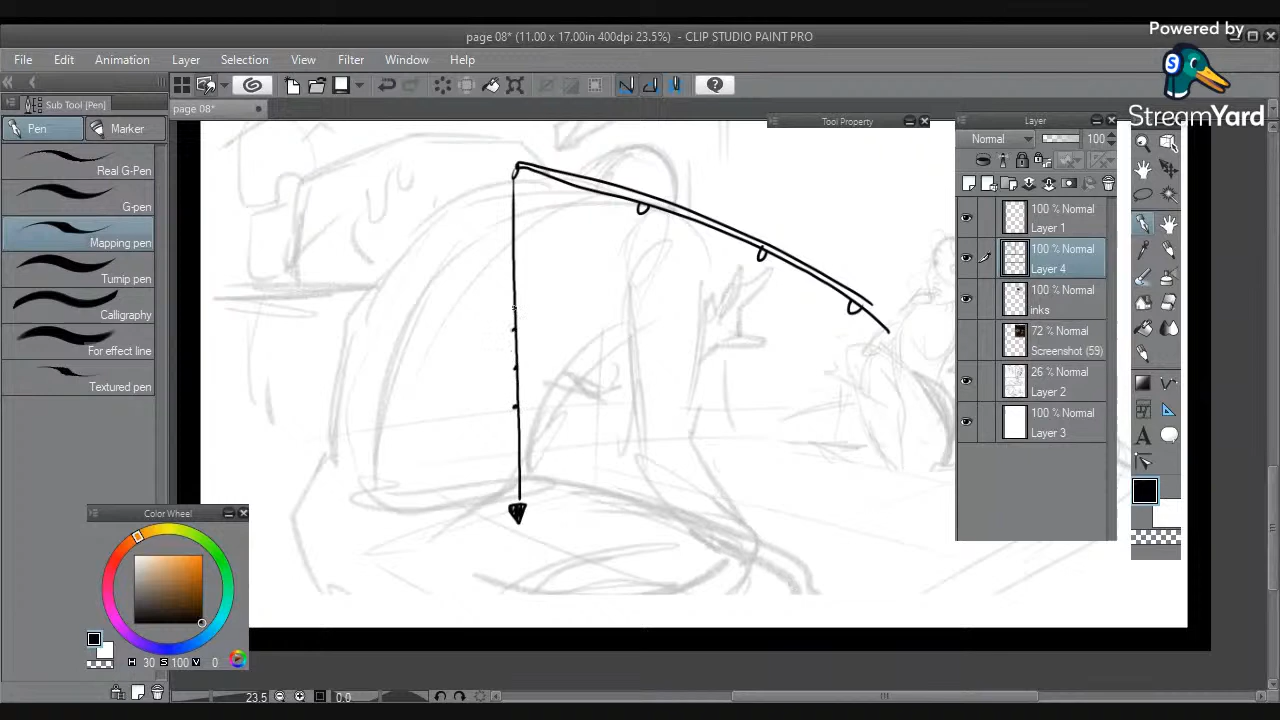 Powered by
StreamYard
page 08* (11.00 x 17.00in 400dpi 23.5%) - CLIP STUDIO PAINT PRO
File Edit Animation Layer Selection View Filter Window Help
Sub Tool [Pen]
page 08*
Pen Marker
Real G-Pen
G-pen
Mapping pen
Turnip pen
Calligraphy
For effect line
Textured pen
Tool Property
Layer
Normal 100
100 % Normal
Layer 1
100 % Normal
Layer 4
100 % Normal
inks
72 % Normal
Screenshot (59)
26 % Normal
Layer 2
100 % Normal
Layer 3
Color Wheel
H 30 S 100 V 0
23.5 0.0